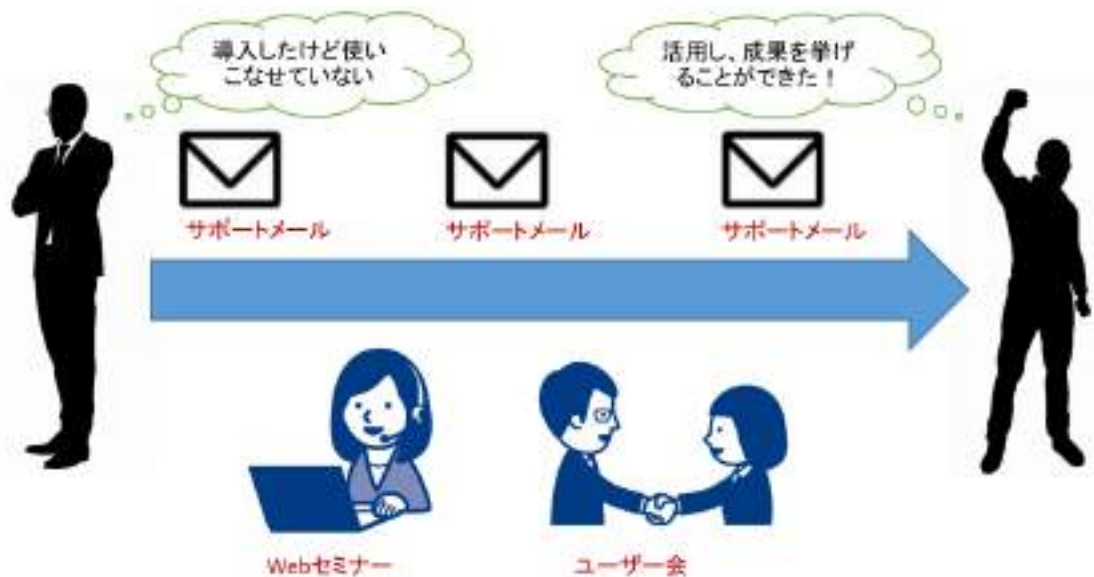 導入したけど使い
こなせていない
活用し、成果を挙げ
ることができた！
サポートメール
サポートメール
サポートメール
Webセミナー
ユーザー会